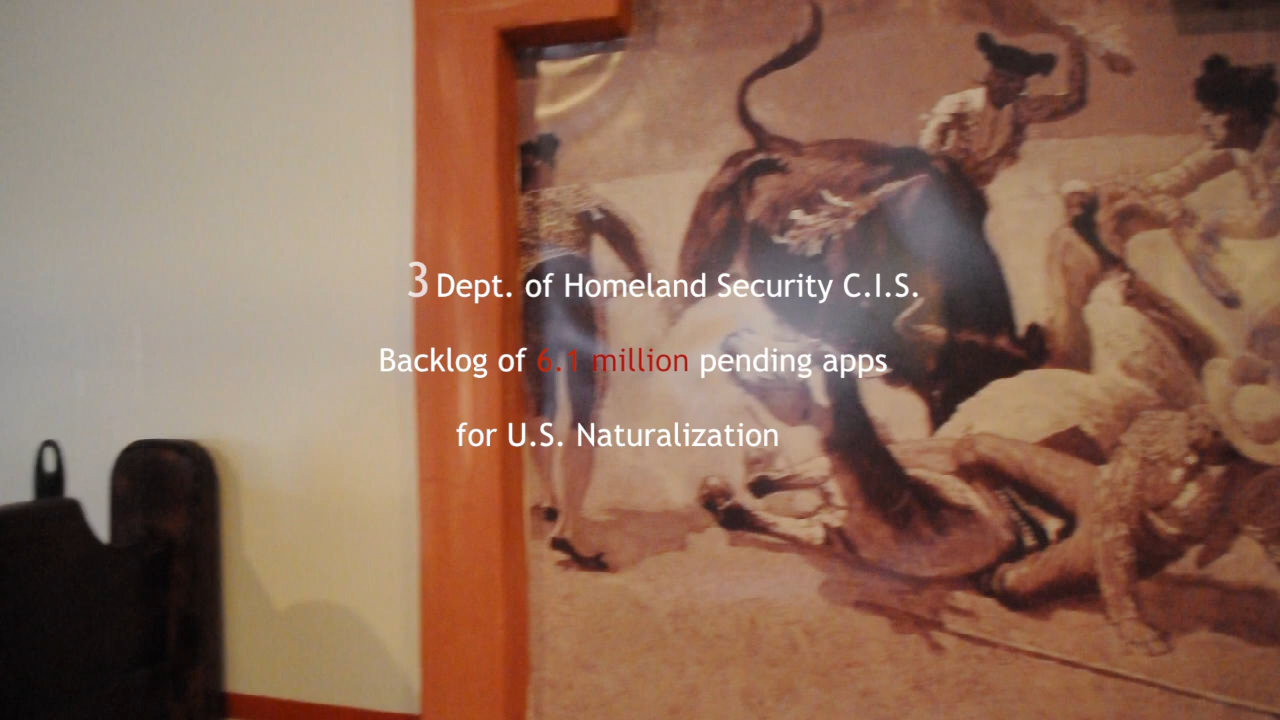 3 Dept. of Homeland Security C.I.S.
Backlog of 6.1 million pending apps
for U.S. Naturalization